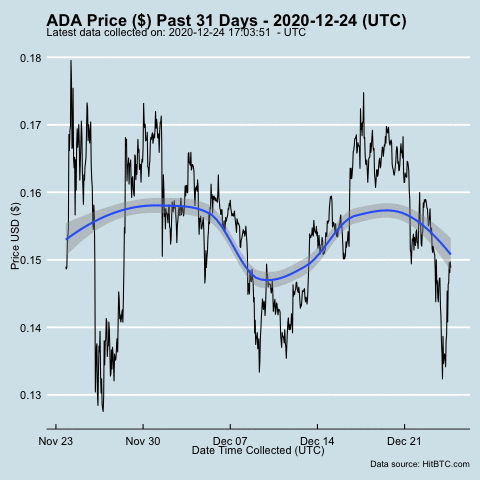 ADA Price ($) Past 31 Days - 2020-12-24 (UTC)
Latest data collected on: 2020-12-24 17:03:51  - UTC
0.18
0.17
0.16
0.15
0.14
0.13
Price USD ($)
Nov 23
Nov 30
Dec 07
Dec 14
Dec 21
Date Time Collected (UTC)
Data source: HitBTC.com